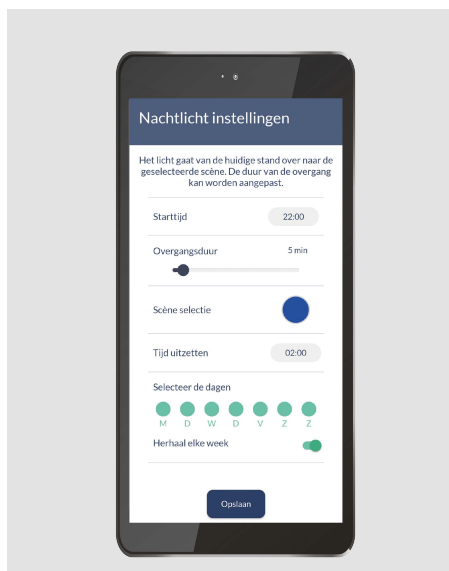 Nachtlicht instellingen
Het licht gaat van de huidige stand over naar de
geselecteerde scène. De duur van de overgang
kan worden aangepast.
Starttijd 22:00
Overgangsduur 5 min
Scène selectie
Tijd uitzetten 02:00
Selecteer de dagen
M D W D V Z Z
Herhaal elke week
Opslaan